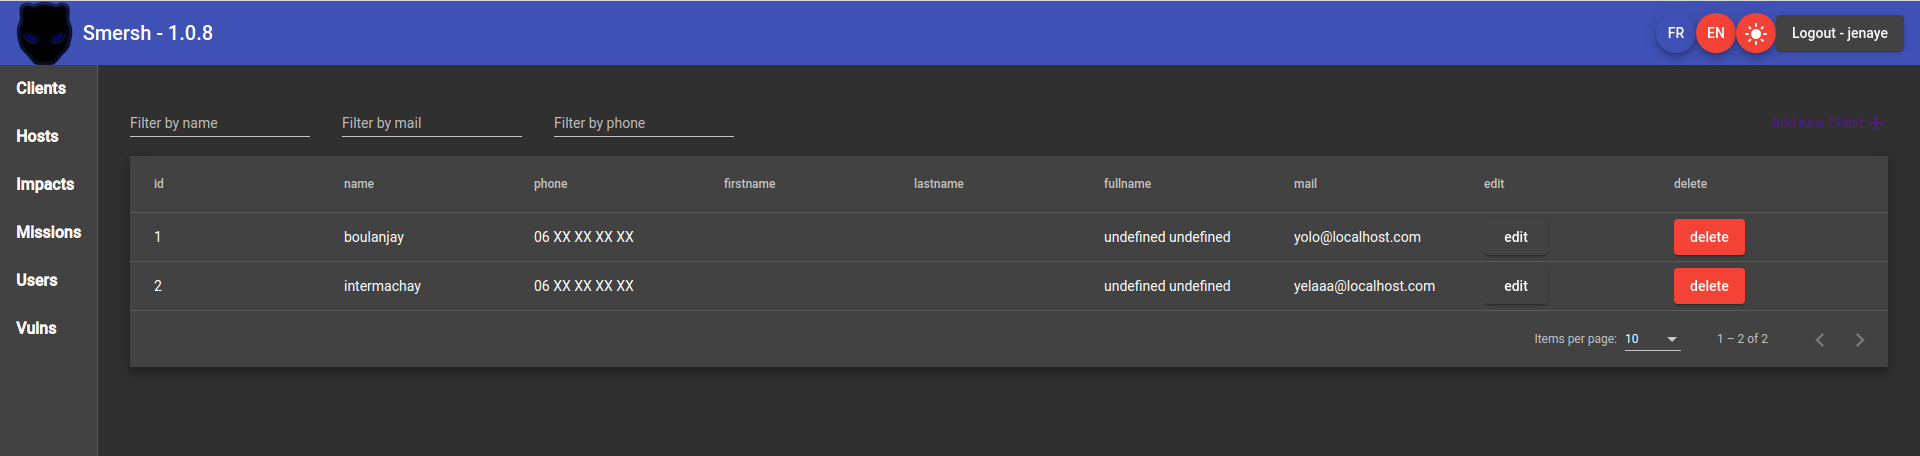 Smersh - 1.0.8
FR EN Logout - jenaye
Clients
Hosts
Impacts
Missions
Users
Vulns
Filter by name Filter by mail Filter by phone Add new Client
id name phone firstname lastname fullname mail edit delete
1 boulanjay 06 XX XX XX XX undefined undefined yolo@localhost.com edit delete
2 intermachay 06 XX XX XX XX undefined undefined yelaaa@localhost.com edit delete
Items per page: 10 1 – 2 of 2